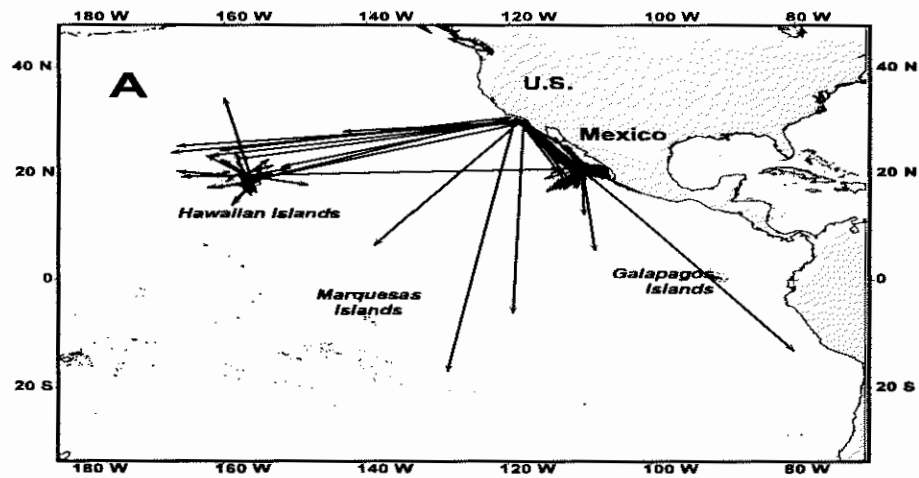 180 W 160 W 140 W 120 W 100 W 80 W
40 N 40 N
A
U.S.
Mexico
20 N 20 N
Hawaiian Islands
0 0
Galapagos
Islands
Marquesas
Islands
20 S 20 S
180 W 160 W 140 W 120 W 100 W 80 W